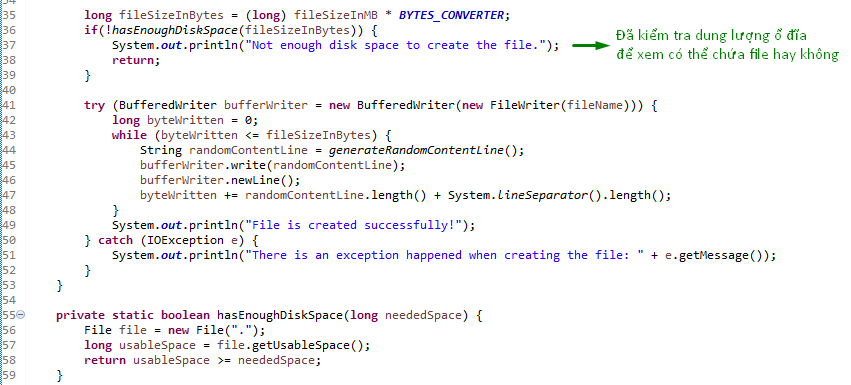 34
35 long fileSizeInBytes = (long) fileSizeInMB * BYTES_CONVERTER;
36 if(!hasEnoughDiskSpace(fileSizeInBytes)) {
37 System.out.println("Not enough disk space to create the file."); Đã kiểm tra dung lượng ổ đĩa
38 return; để xem có thể chứa file hay không
39 }
40
41 try (BufferedWriter bufferWriter = new BufferedWriter(new FileWriter(fileName))) {
42 long byteWritten = 0;
43 while (byteWritten <= fileSizeInBytes) {
44 String randomContentLine = generateRandomContentLine();
45 bufferWriter.write(randomContentLine);
46 bufferWriter.newLine();
47 byteWritten += randomContentLine.length() + System.lineSeparator().length();
48 }
49 System.out.println("File is created successfully!");
50 } catch (IOException e) {
51 System.out.println("There is an exception happened when creating the file: " + e.getMessage());
52 }
53 }
54
55 private static boolean hasEnoughDiskSpace(long neededSpace) {
56 File file = new File(".");
57 long usableSpace = file.getUsableSpace();
58 return usableSpace >= neededSpace;
59 }